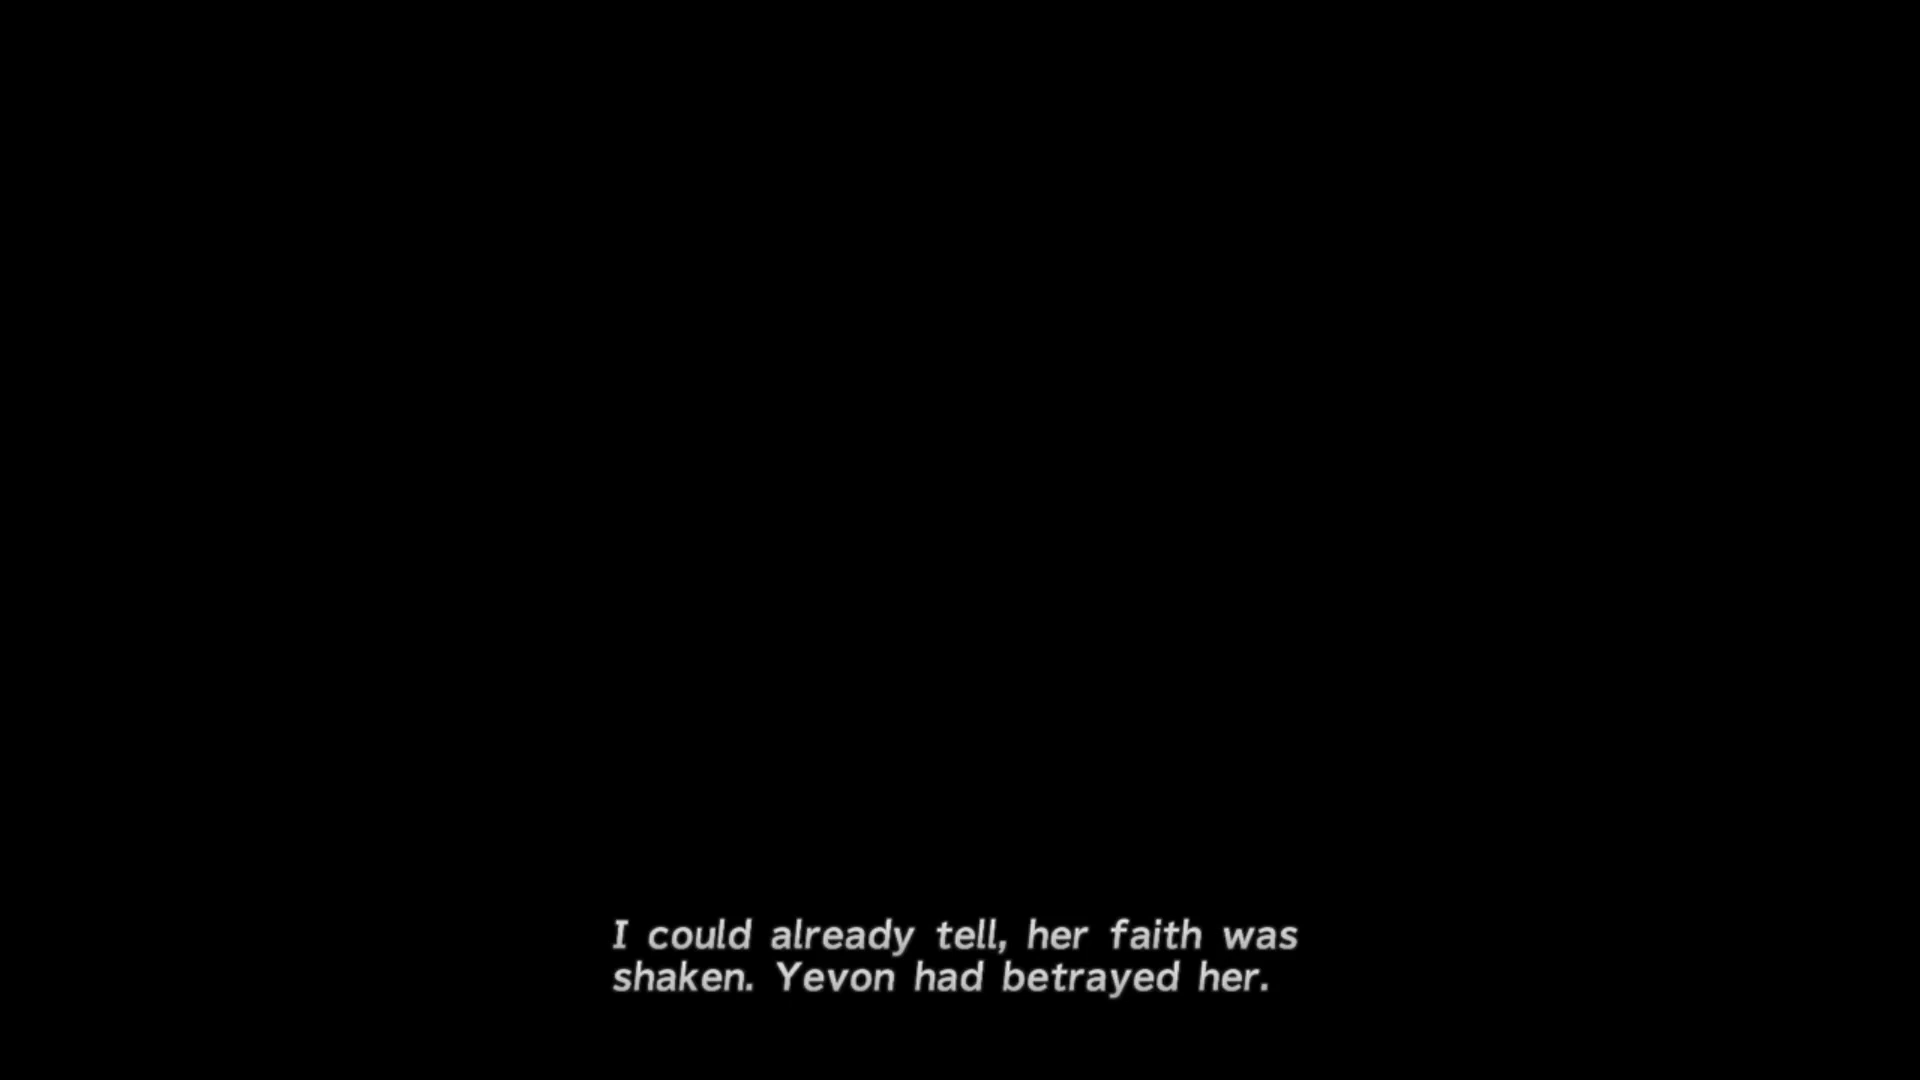 I could already tell, her faith was
shaken. Yevon had betrayed her.